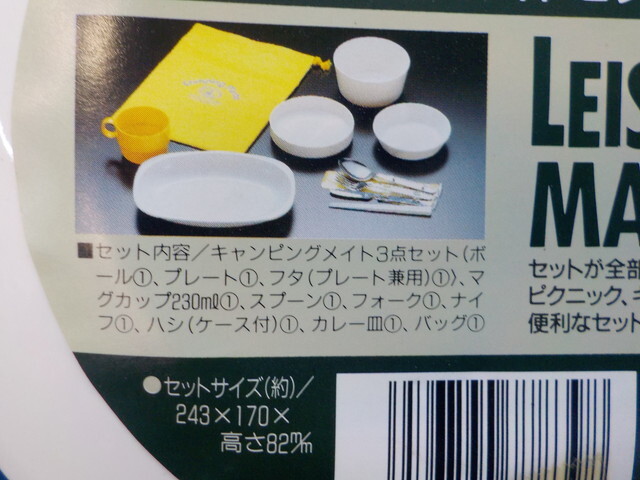 LEIS
MA
■セット内容/キャンピングメイト3点セット(ボ
ール①、プレート①、フタ(プレート兼用)①)、マ
グカップ230mℓ①、スプーン①、フォーク①、ナイ
フ①、ハシ(ケース付)①、カレー皿①、バッグ①
セットが全部
ピクニック、キ
便利なセット
●セットサイズ(約)/
243×170×
高さ82m/m